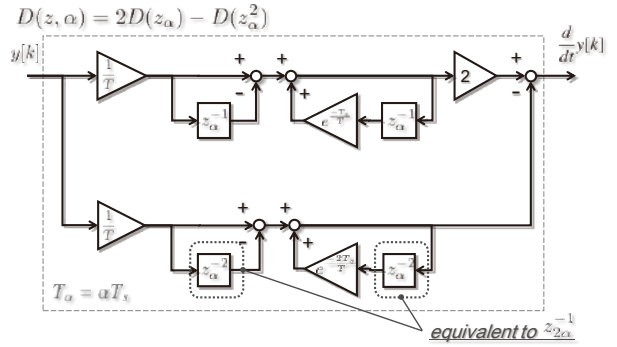 D(z, α) = 2D(z_α) − D(z_α^2)
y[k]
d/dt y[k]
1/T
+
-
+
+
2
+
-
z_α^{-1}
e^{-T_α/T}
z_α^{-1}
1/T
+
-
+
+
z_α^{-2}
e^{-2T_α/T}
z_α^{-2}
T_α = αT_s
equivalent to z_{2α}^{-1}